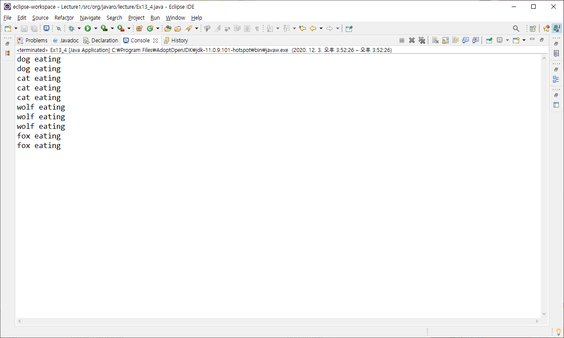 eclipse-workspace - Lecture1/src/org/javaro/lecture/Ex13_4.java - Eclipse IDE
File Edit Source Refactor Navigate Search Project Run Window Help
Problems Javadoc Declaration Console History
<terminated> Ex13_4 [Java Application] C:₩Program Files₩AdoptOpenJDK₩jdk-11.0.9.101-hotspot₩bin₩javaw.exe (2020. 12. 3. 오후 3:52:26 – 오후 3:52:26)
dog eating
dog eating
cat eating
cat eating
cat eating
wolf eating
wolf eating
wolf eating
fox eating
fox eating